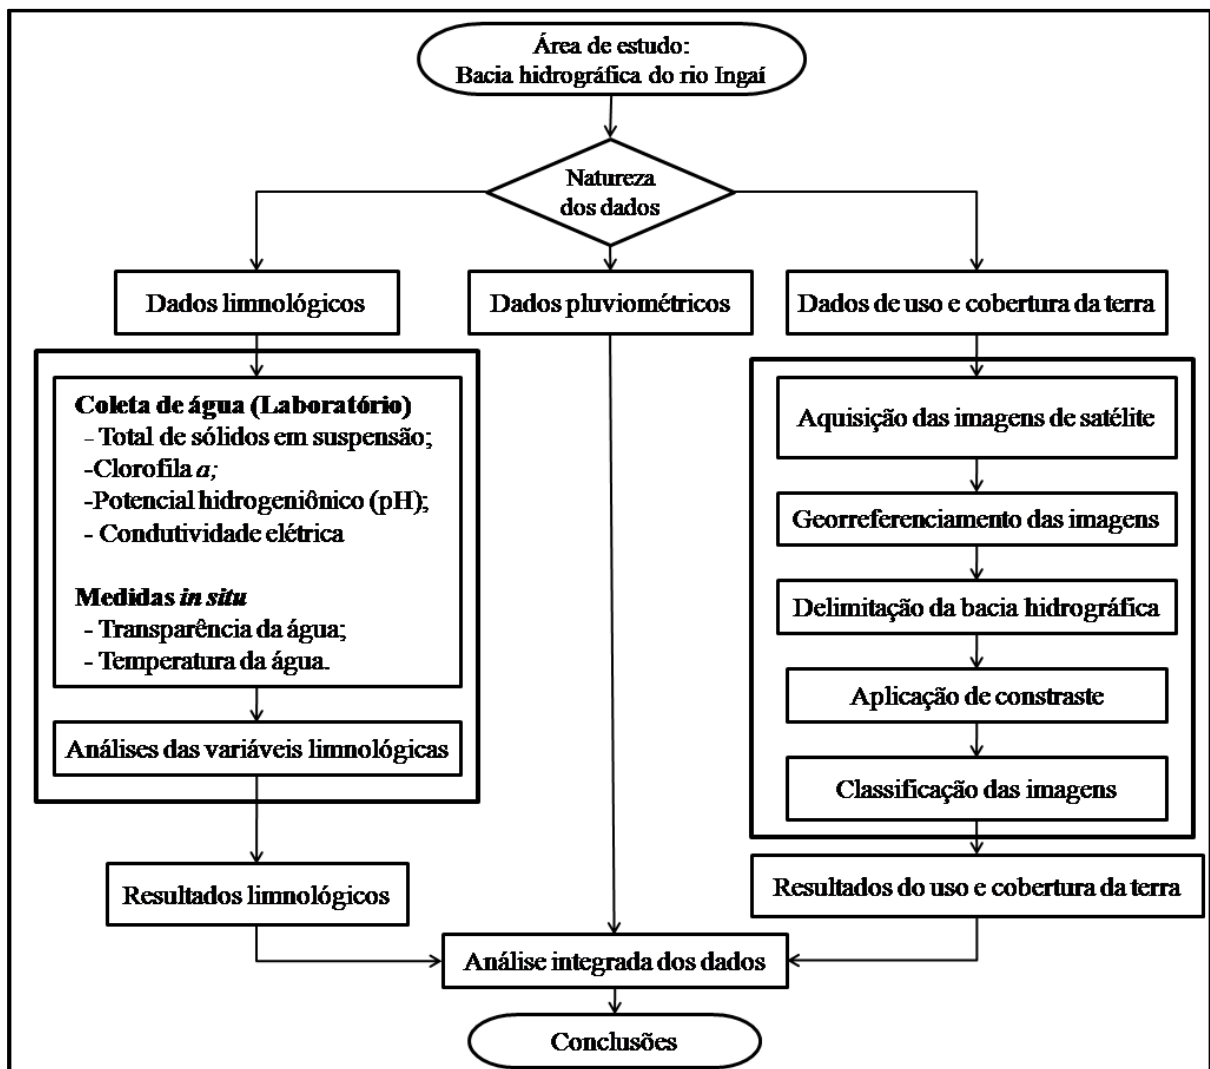 Área de estudo:
Bacia hidrográfica do rio Ingaí
Natureza
dos dados
Dados limnológicos
Dados pluviométricos
Dados de uso e cobertura da terra
Coleta de água (Laboratório)
- Total de sólidos em suspensão;
-Clorofila a;
-Potencial hidrogeniônico (pH);
- Condutividade elétrica
Medidas in situ
- Transparência da água;
- Temperatura da água.
Análises das variáveis limnológicas
Aquisição das imagens de satélite
Georreferenciamento das imagens
Delimitação da bacia hidrográfica
Aplicação de constraste
Classificação das imagens
Resultados limnológicos
Resultados do uso e cobertura da terra
Análise integrada dos dados
Conclusões